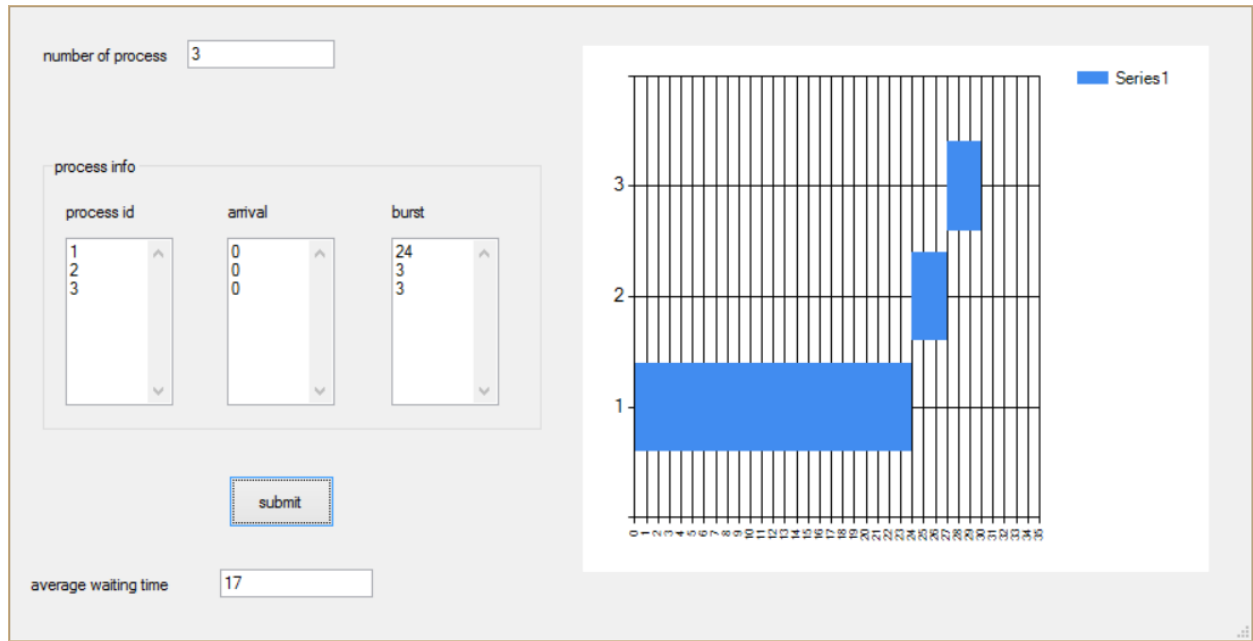 number of process 3
process info
process id arrival burst
1 0 24
2 0 3
3 0 3
submit
average waiting time 17
Series1
3
2
1
0 1 2 3 4 5 6 7 8 9 10 11 12 13 14 15 16 17 18 19 20 21 22 23 24 25 26 27 28 29 30 31 32 33 34 35